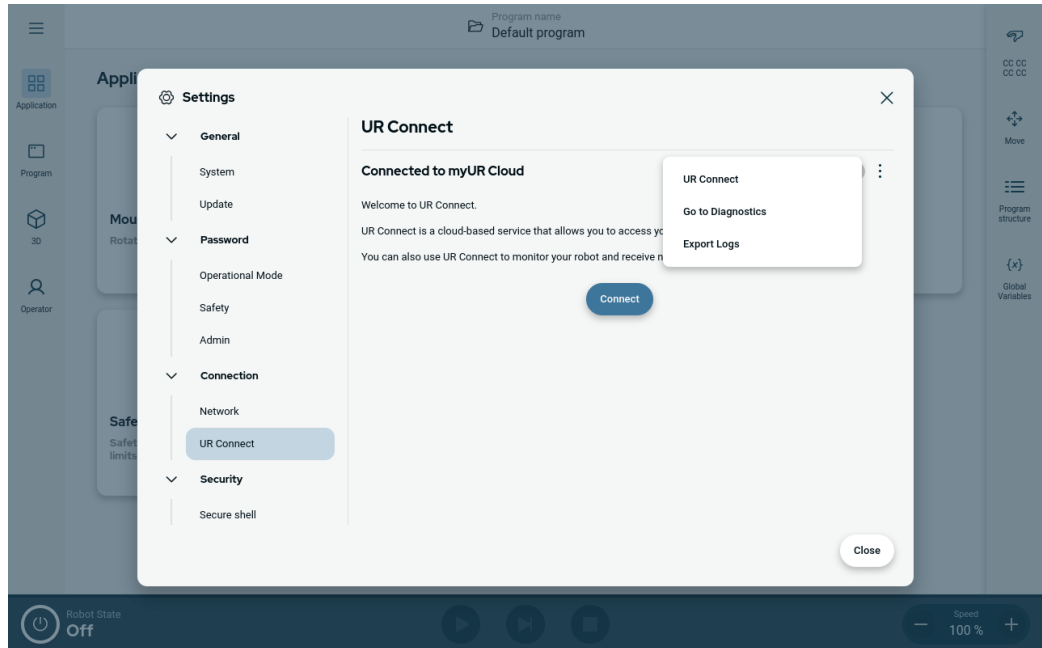 Program name
Default program
Application
Program
3D
Operator
Appli
Mou
Rotat
Safe
Safet
limits
Settings
General
System
Update
Password
Operational Mode
Safety
Admin
Connection
Network
UR Connect
Security
Secure shell
UR Connect
Connected to myUR Cloud
Welcome to UR Connect.
UR Connect is a cloud-based service that allows you to access yo
You can also use UR Connect to monitor your robot and receive n
Connect
UR Connect
Go to Diagnostics
Export Logs
Close
CC CC
CC CC
Move
Program
structure
{x}
Global
Variables
Robot State
Off
Speed
100 %